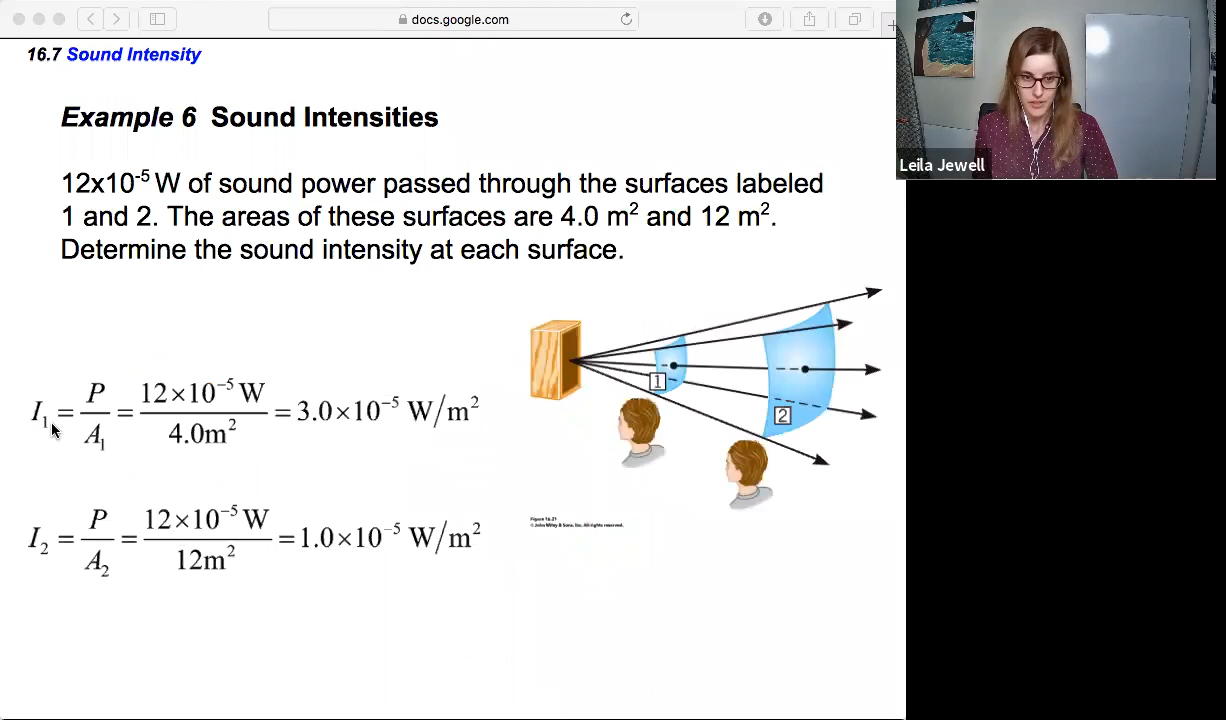 docs.google.com
16.7 Sound Intensity
Example 6 Sound Intensities
12x10⁻⁵ W of sound power passed through the surfaces labeled
1 and 2. The areas of these surfaces are 4.0 m² and 12 m².
Determine the sound intensity at each surface.
I₁ = P/A₁ = 12×10⁻⁵ W/4.0m² = 3.0×10⁻⁵ W/m²
I₂ = P/A₂ = 12×10⁻⁵ W/12m² = 1.0×10⁻⁵ W/m²
1
2
Figure 16.21
© John Wiley & Sons, Inc. All rights reserved.
Leila Jewell